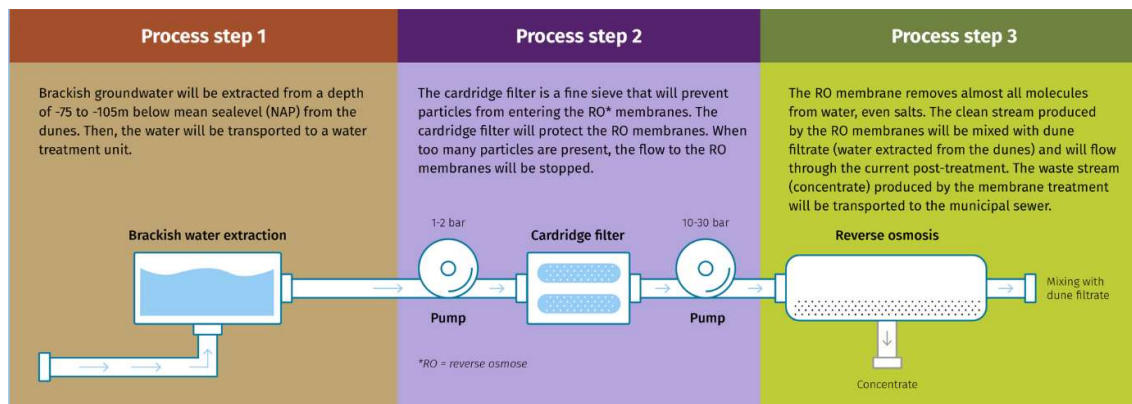 Process step 1
Brackish groundwater will be extracted from a depth
of -75 to -105m below mean sealevel (NAP) from the
dunes. Then, the water will be transported to a water
treatment unit.
Brackish water extraction
Process step 2
The cardridge filter is a fine sieve that will prevent
particles from entering the RO* membranes. The
cardridge filter will protect the RO membranes. When
too many particles are present, the flow to the RO
membranes will be stopped.
1-2 bar
Pump
Cardridge filter
10-30 bar
Pump
*RO = reverse osmose
Process step 3
The RO membrane removes almost all molecules
from water, even salts. The clean stream produced
by the RO membranes will be mixed with dune
filtrate (water extracted from the dunes) and will flow
through the current post-treatment. The waste stream
(concentrate) produced by the membrane treatment
will be transported to the municipal sewer.
Reverse osmosis
Mixing with
dune filtrate
Concentrate